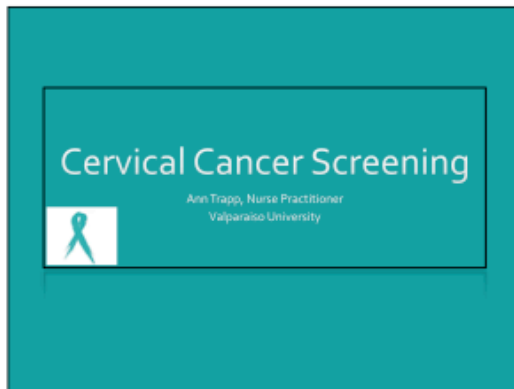 Cervical Cancer Screening
Ann Trapp, Nurse Practitioner
Valparaiso University